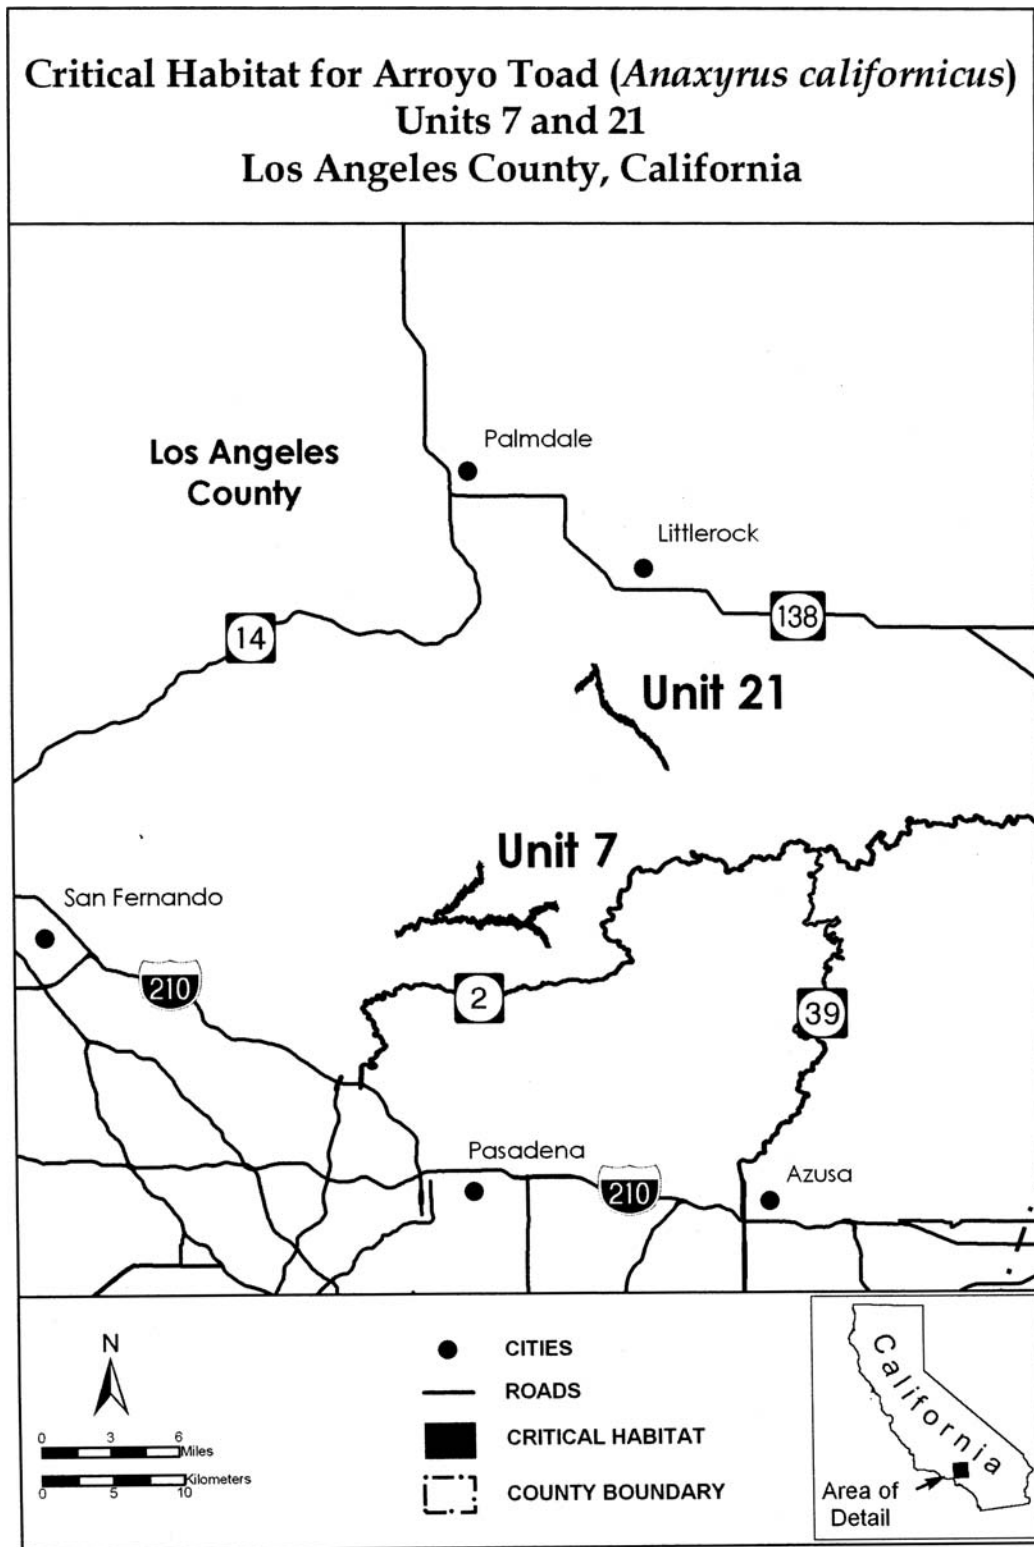 Critical Habitat for Arroyo Toad (Anaxyrus californicus)
Units 7 and 21
Los Angeles County, California
Palmdale
Los Angeles
County
Littlerock
138
14
Unit 21
Unit 7
San Fernando
210
2
39
Pasadena
Azusa
210
N
0 3 6
Miles
Kilometers
0 5 10
CITIES
ROADS
CRITICAL HABITAT
COUNTY BOUNDARY
California
Area of
Detail